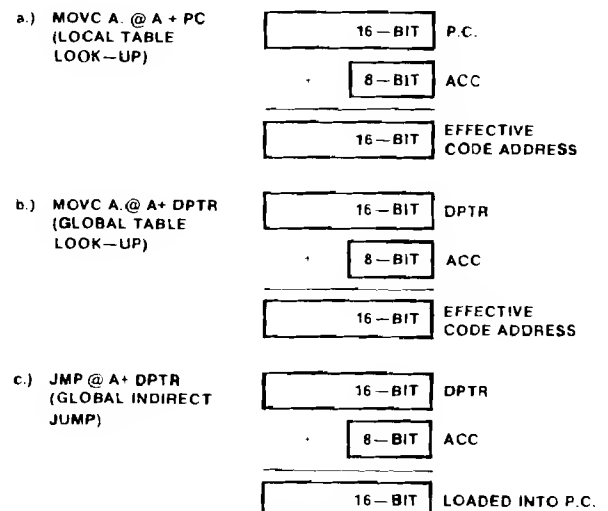 a.) MOVC A. @ A + PC
(LOCAL TABLE
LOOK—UP)
16—BIT P.C.
+ 8—BIT ACC
16—BIT EFFECTIVE
CODE ADDRESS
b.) MOVC A.@ A+ DPTR
(GLOBAL TABLE
LOOK—UP)
16—BIT DPTR
+ 8—BIT ACC
16—BIT EFFECTIVE
CODE ADDRESS
c.) JMP @ A+ DPTR
(GLOBAL INDIRECT
JUMP)
16—BIT DPTR
+ 8—BIT ACC
16—BIT LOADED INTO P.C.